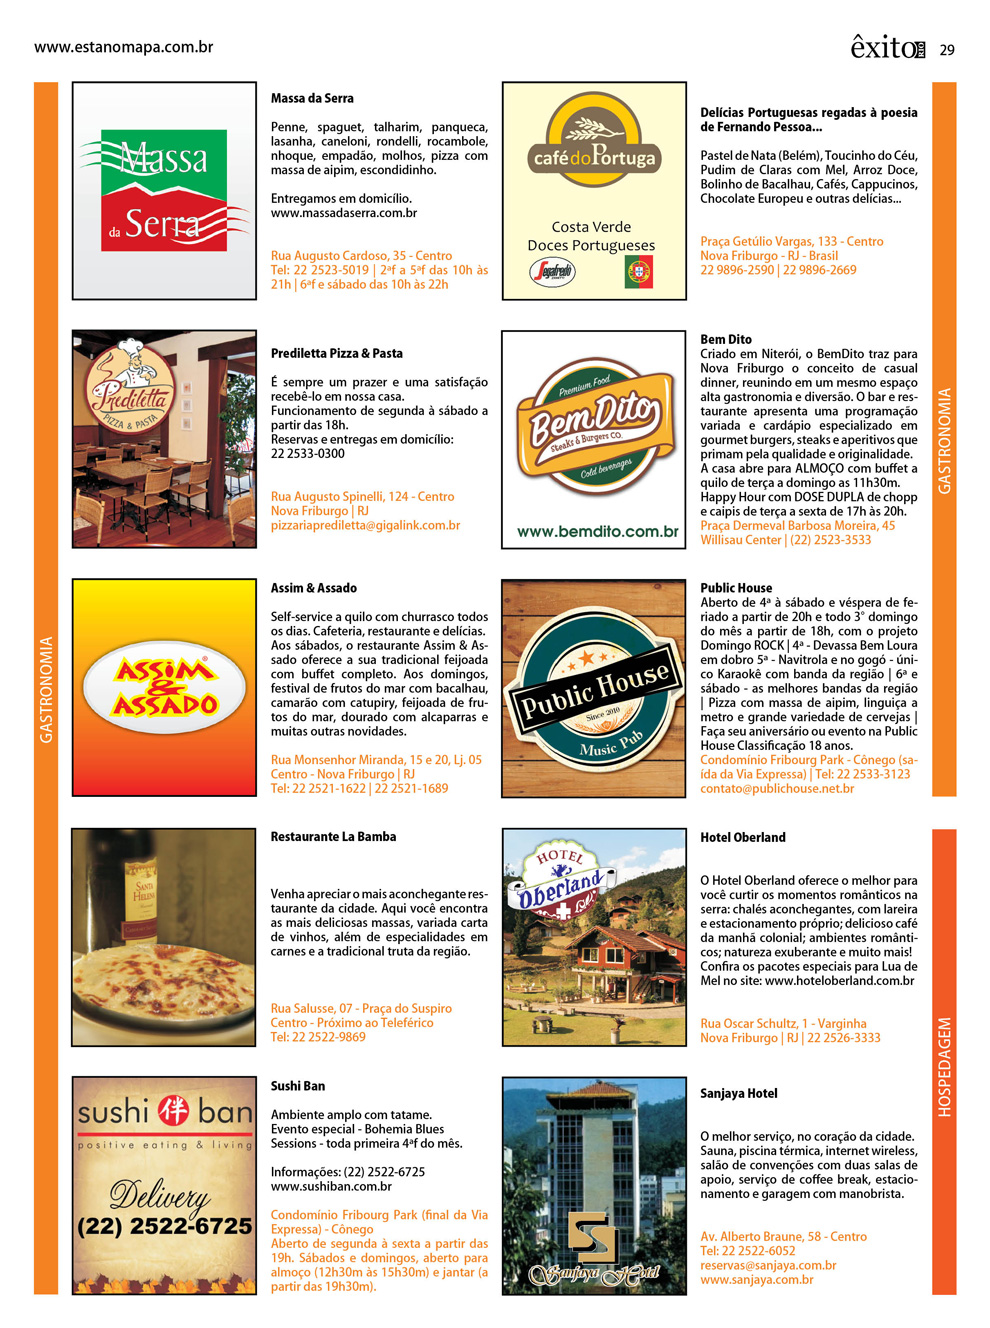 www.estanomapa.com.br
êxito RIO
29
GASTRONOMIA
Massa
da Serra
Massa da Serra
Penne, spaguet, talharim, panqueca,
lasanha, caneloni, rondelli, rocambole,
nhoque, empadão, molhos, pizza com
massa de aipim, escondidinho.
Entregamos em domicílio.
www.massadaserra.com.br
Rua Augusto Cardoso, 35 - Centro
Tel: 22 2523-5019 | 2ªf a 5ªf das 10h às
21h | 6ªf e sábado das 10h às 22h
Prediletta
PIZZA & PASTA
Prediletta Pizza & Pasta
É sempre um prazer e uma satisfação
recebê-lo em nossa casa.
Funcionamento de segunda à sábado a
partir das 18h.
Reservas e entregas em domicílio:
22 2533-0300
Rua Augusto Spinelli, 124 - Centro
Nova Friburgo | RJ
pizzariaprediletta@gigalink.com.br
ASSIM®
&
ASSADO
Assim & Assado
Self-service a quilo com churrasco todos
os dias. Cafeteria, restaurante e delícias.
Aos sábados, o restaurante Assim & As-
sado oferece a sua tradicional feijoada
com buffet completo. Aos domingos,
festival de frutos do mar com bacalhau,
camarão com catupiry, feijoada de fru-
tos do mar, dourado com alcaparras e
muitas outras novidades.
Rua Monsenhor Miranda, 15 e 20, Lj. 05
Centro - Nova Friburgo | RJ
Tel: 22 2521-1622 | 22 2521-1689
SANTA
HELENA
Restaurante La Bamba
Venha apreciar o mais aconchegante res-
taurante da cidade. Aqui você encontra
as mais deliciosas massas, variada carta
de vinhos, além de especialidades em
carnes e a tradicional truta da região.
Rua Salusse, 07 - Praça do Suspiro
Centro - Próximo ao Teleférico
Tel: 22 2522-9869
sushi 伴 ban
positive eating & living
Delivery
(22) 2522-6725
Sushi Ban
Ambiente amplo com tatame.
Evento especial - Bohemia Blues
Sessions - toda primeira 4ªf do mês.
Informações: (22) 2522-6725
www.sushiban.com.br
Condomínio Fribourg Park (final da Via
Expressa) - Cônego
Aberto de segunda à sexta a partir das
19h. Sábados e domingos, aberto para
almoço (12h30m às 15h30m) e jantar (a
partir das 19h30m).
café do Portuga
Costa Verde
Doces Portugueses
Segafredo
ZANETTI
Delícias Portuguesas regadas à poesia
de Fernando Pessoa...
Pastel de Nata (Belém), Toucinho do Céu,
Pudim de Claras com Mel, Arroz Doce,
Bolinho de Bacalhau, Cafés, Cappucinos,
Chocolate Europeu e outras delícias...
Praça Getúlio Vargas, 133 - Centro
Nova Friburgo - RJ - Brasil
22 9896-2590 | 22 9896-2669
Premium Food
BemDito
Steaks & Burgers CO.
Cold beverages
www.bemdito.com.br
Bem Dito
Criado em Niterói, o BemDito traz para
Nova Friburgo o conceito de casual
dinner, reunindo em um mesmo espaço
alta gastronomia e diversão. O bar e res-
taurante apresenta uma programação
variada e cardápio especializado em
gourmet burgers, steaks e aperitivos que
primam pela qualidade e originalidade.
A casa abre para ALMOÇO com buffet a
quilo de terça a domingo as 11h30m.
Happy Hour com DOSE DUPLA de chopp
e caipis de terça a sexta de 17h às 20h.
Praça Dermeval Barbosa Moreira, 45
Willisau Center | (22) 2523-3533
Public House
Since 2010
Music Pub
Public House
Aberto de 4ª à sábado e véspera de fe-
riado a partir de 20h e todo 3° domingo
do mês a partir de 18h, com o projeto
Domingo ROCK | 4ª - Devassa Bem Loura
em dobro 5ª - Navitrola e no gogó - úni-
co Karaokê com banda da região | 6ª e
sábado - as melhores bandas da região
| Pizza com massa de aipim, linguiça a
metro e grande variedade de cervejas |
Faça seu aniversário ou evento na Public
House Classificação 18 anos.
Condomínio Fribourg Park - Cônego (sa-
ída da Via Expressa) | Tel: 22 2533-3123
contato@publichouse.net.br
GASTRONOMIA
HOTEL
Oberland
Hotel Oberland
O Hotel Oberland oferece o melhor para
você curtir os momentos românticos na
serra: chalés aconchegantes, com lareira
e estacionamento próprio; delicioso café
da manhã colonial; ambientes românti-
cos; natureza exuberante e muito mais!
Confira os pacotes especiais para Lua de
Mel no site: www.hoteloberland.com.br
Rua Oscar Schultz, 1 - Varginha
Nova Friburgo | RJ | 22 2526-3333
Sanjaya Hotel
Sanjaya Hotel
O melhor serviço, no coração da cidade.
Sauna, piscina térmica, internet wireless,
salão de convenções com duas salas de
apoio, serviço de coffee break, estacio-
namento e garagem com manobrista.
Av. Alberto Braune, 58 - Centro
Tel: 22 2522-6052
reservas@sanjaya.com.br
www.sanjaya.com.br
HOSPEDAGEM